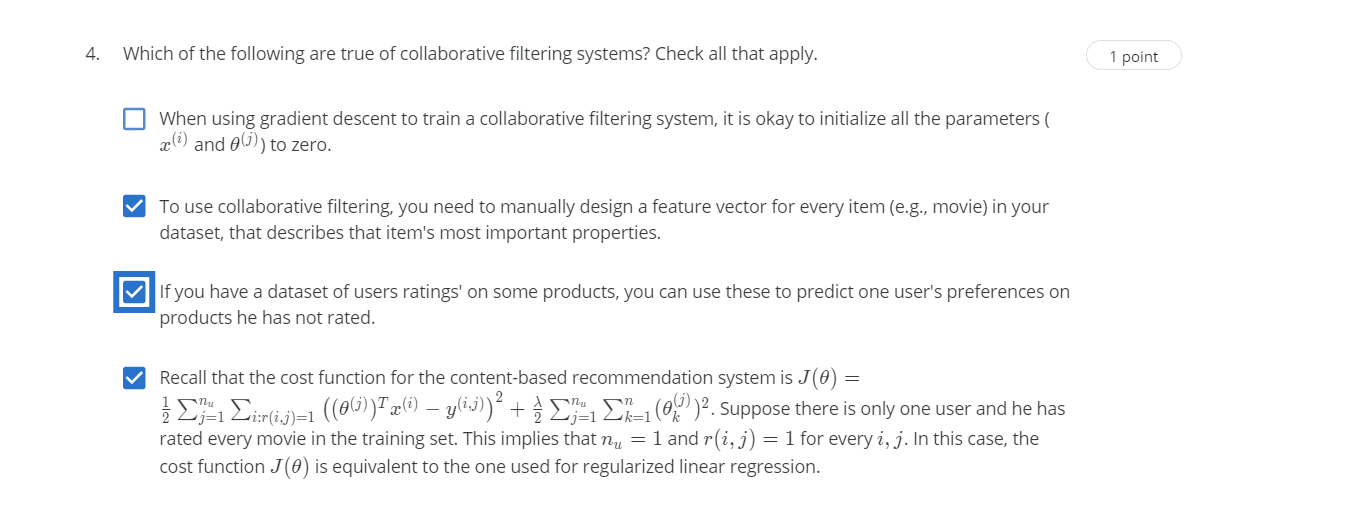 4. Which of the following are true of collaborative filtering systems? Check all that apply.
1 point
When using gradient descent to train a collaborative filtering system, it is okay to initialize all the parameters (
x^{(i)} and θ^{(j)}) to zero.
To use collaborative filtering, you need to manually design a feature vector for every item (e.g., movie) in your
dataset, that describes that item's most important properties.
If you have a dataset of users ratings' on some products, you can use these to predict one user's preferences on
products he has not rated.
Recall that the cost function for the content-based recommendation system is J(θ) =
\frac{1}{2} \sum_{j=1}^{n_u} \sum_{i:r(i,j)=1} ((θ^{(j)})^T x^{(i)} − y^{(i,j)})^2 + \frac{λ}{2} \sum_{j=1}^{n_u} \sum_{k=1}^{n} (θ_k^{(j)})^2. Suppose there is only one user and he has
rated every movie in the training set. This implies that n_u = 1 and r(i, j) = 1 for every i, j. In this case, the
cost function J(θ) is equivalent to the one used for regularized linear regression.